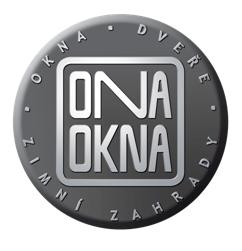 · OKNA · DVEŘE ·
ONA
OKNA
ZIMNÍ ZAHRADY